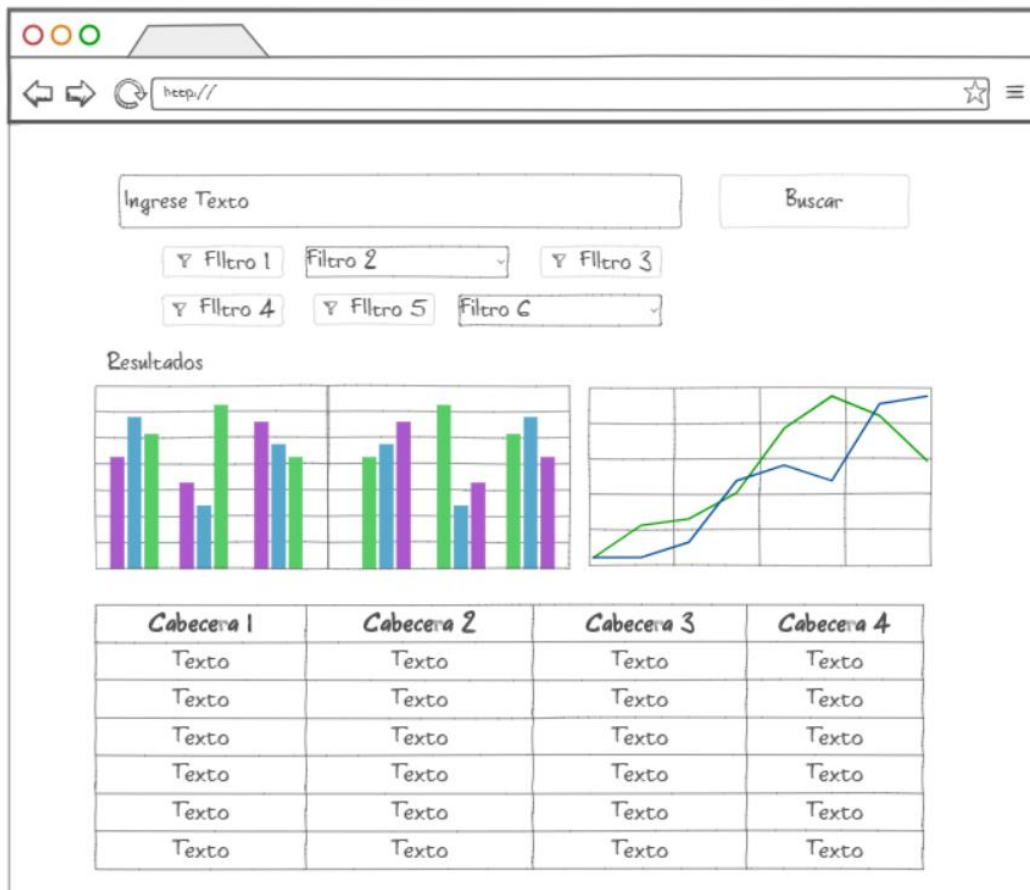 http://
Ingrese Texto Buscar
FIltro 1 Filtro 2 FIltro 3
FIltro 4 FIltro 5 Filtro 6
Resultados
Cabecera 1 Cabecera 2 Cabecera 3 Cabecera 4
Texto Texto Texto Texto
Texto Texto Texto Texto
Texto Texto Texto Texto
Texto Texto Texto Texto
Texto Texto Texto Texto
Texto Texto Texto Texto